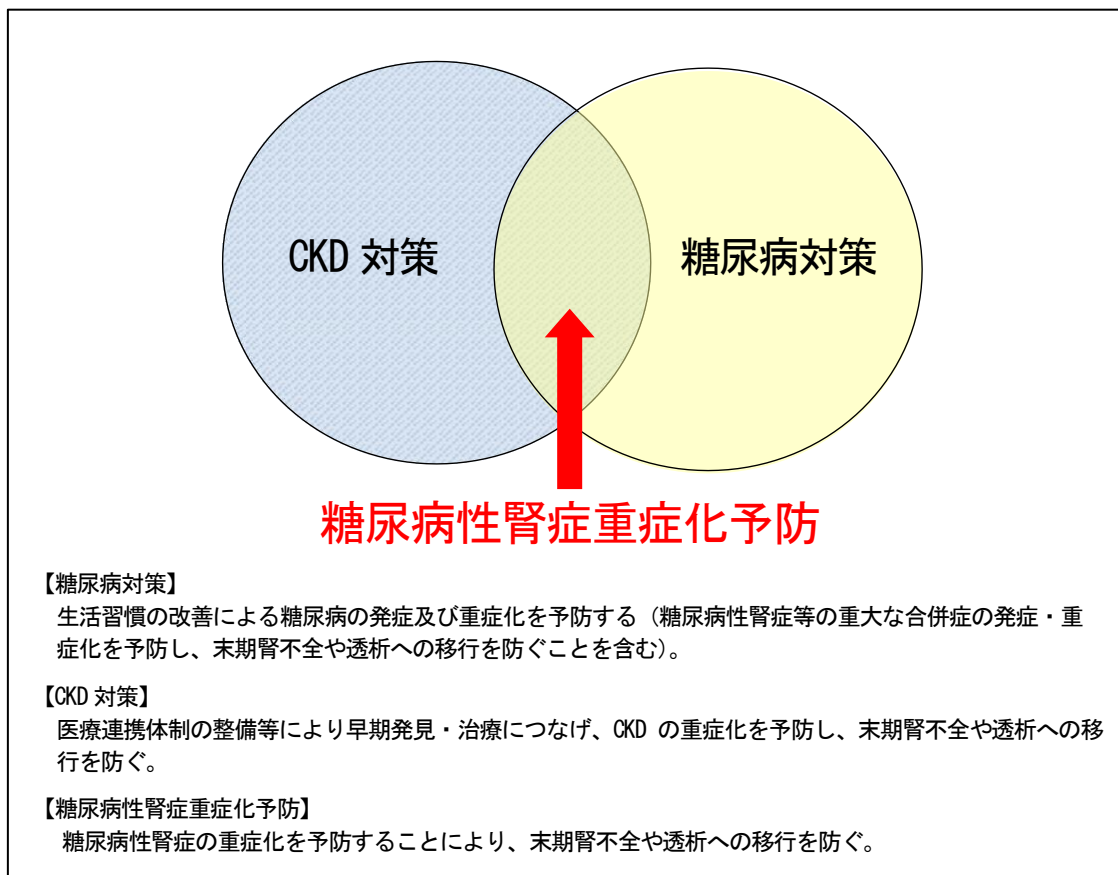 CKD 対策
糖尿病対策
糖尿病性腎症重症化予防
【糖尿病対策】
生活習慣の改善による糖尿病の発症及び重症化を予防する（糖尿病性腎症等の重大な合併症の発症・重
症化を予防し、末期腎不全や透析への移行を防ぐことを含む）。
【CKD 対策】
医療連携体制の整備等により早期発見・治療につなげ、CKD の重症化を予防し、末期腎不全や透析への移
行を防ぐ。
【糖尿病性腎症重症化予防】
糖尿病性腎症の重症化を予防することにより、末期腎不全や透析への移行を防ぐ。